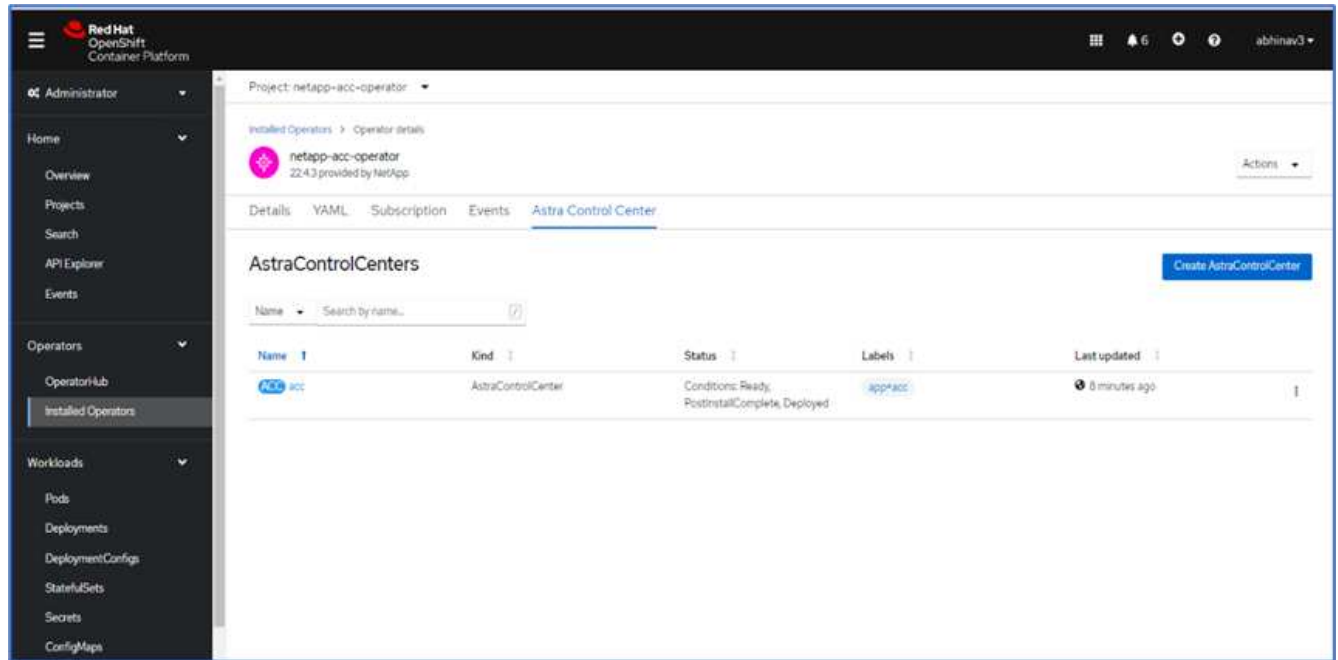 Red Hat
OpenShift
Container Platform
6
abhinav3
Administrator
Project: netapp-acc-operator
Home
Overview
Projects
Search
API Explorer
Events
Operators
OperatorHub
Installed Operators
Workloads
Pods
Deployments
DeploymentConfigs
StatefulSets
Secrets
ConfigMaps
Installed Operators > Operator details
netapp-acc-operator
22.4.3 provided by NetApp
Actions
Details YAML Subscription Events Astra Control Center
AstraControlCenters
Create AstraControlCenter
Name Search by name... /
Name Kind Status Labels Last updated
ACC acc AstraControlCenter Conditions: Ready, PostInstallComplete, Deployed app=acc 8 minutes ago